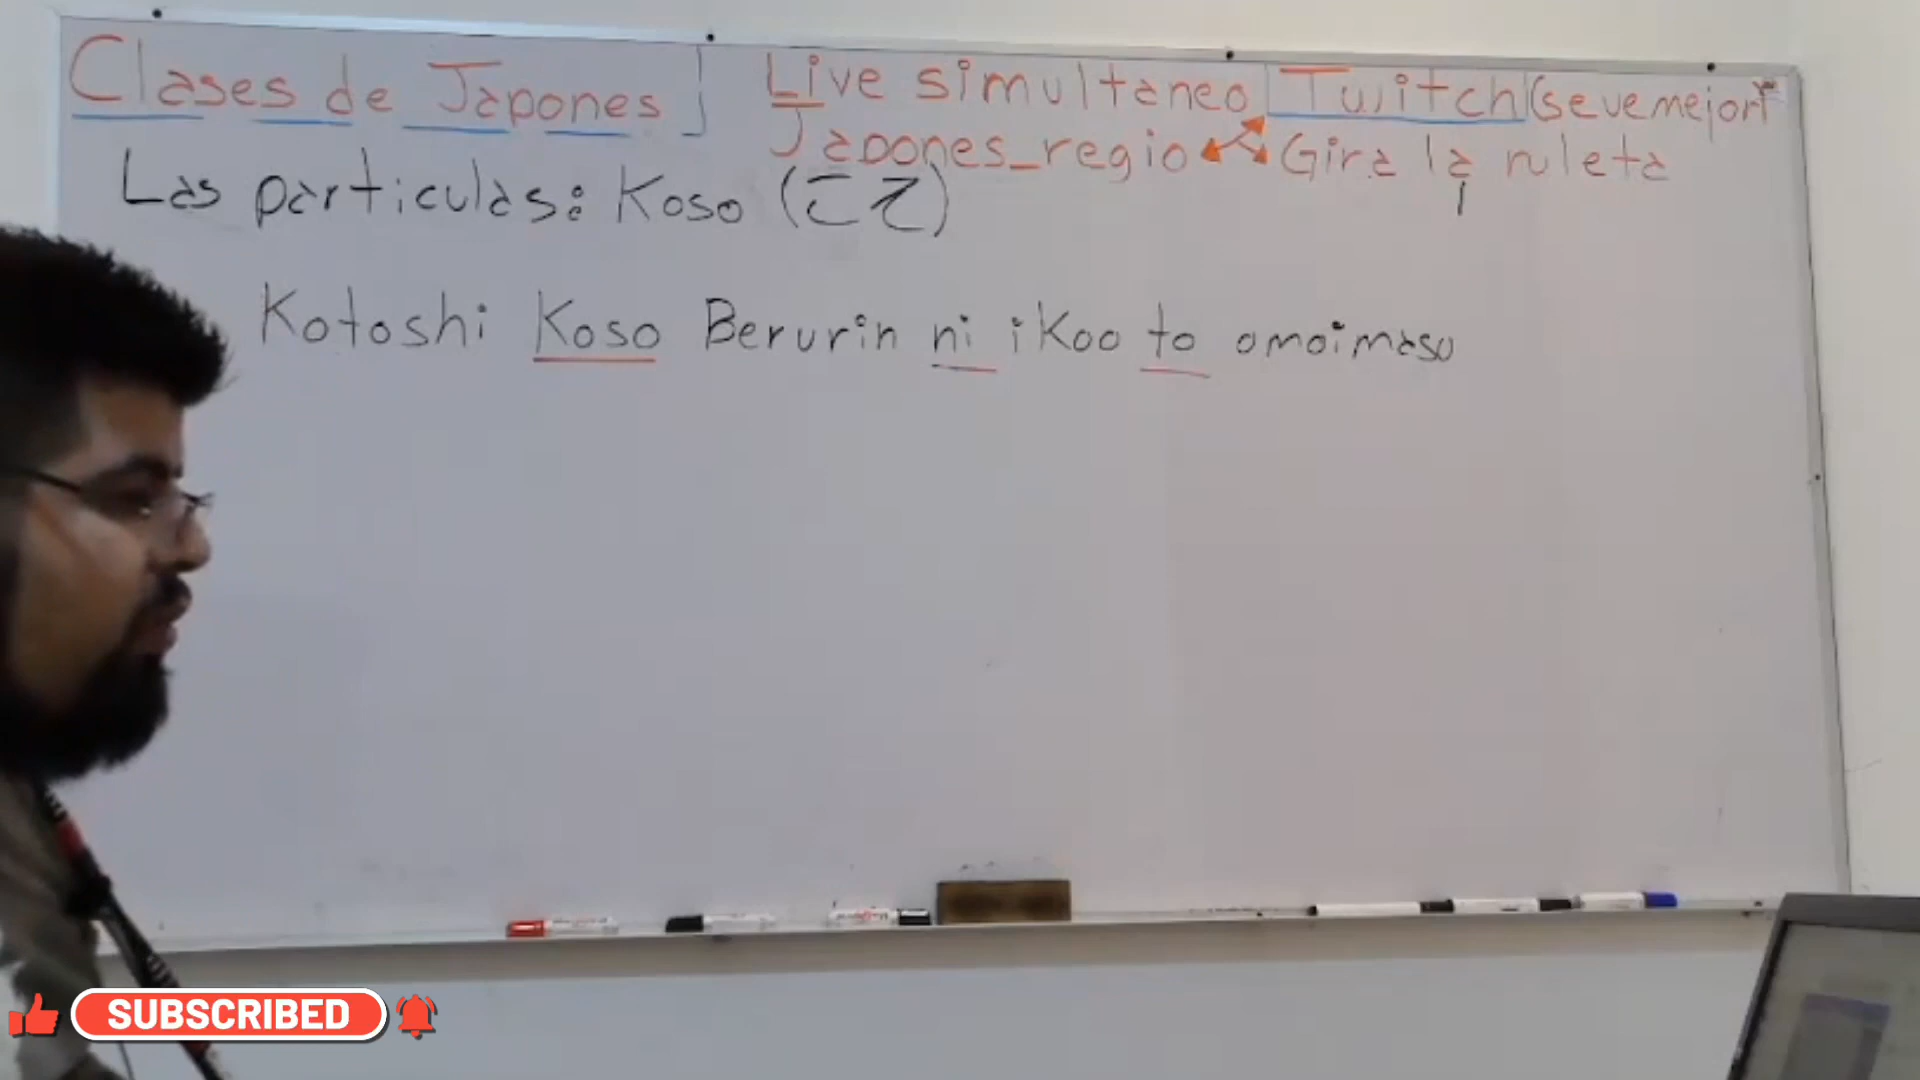 Clases de Japones
Live simultaneo Twitch (se ve mejor)
Japones_regio Gira la ruleta
Las particulas: Koso (こそ)
Kotoshi Koso Berurin ni ikoo to omoimasu
SUBSCRIBED